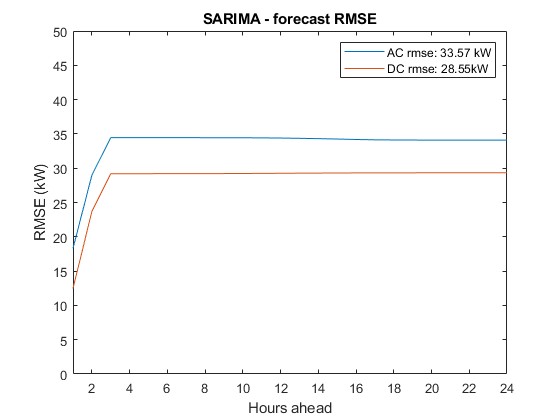 SARIMA - forecast RMSE
AC rmse: 33.57 kW
DC rmse: 28.55kW
RMSE (kW)
50
45
40
35
30
25
20
15
10
5
0
2 4 6 8 10 12 14 16 18 20 22 24
Hours ahead